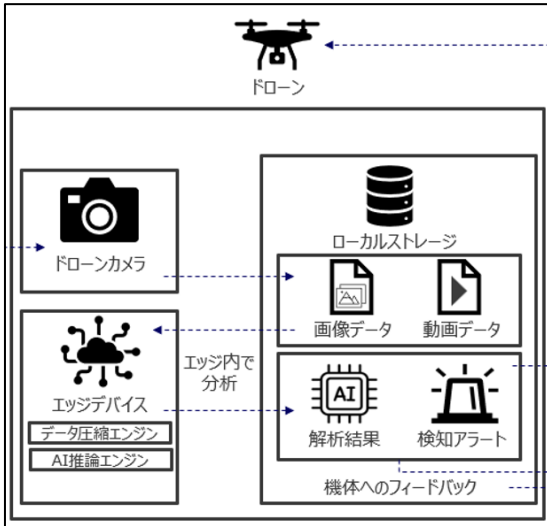 ドローン
ドローンカメラ
ローカルストレージ
画像データ
動画データ
エッジ内で
分析
エッジデバイス
データ圧縮エンジン
AI推論エンジン
AI
解析結果
検知アラート
機体へのフィードバック